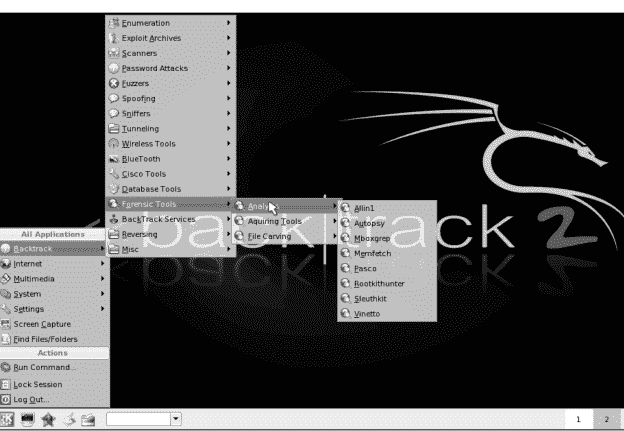 Enumeration
Exploit Archives
Scanners
Password Attacks
Fuzzers
Spoofing
Sniffers
Tunneling
Wireless Tools
BlueTooth
Cisco Tools
Database Tools
Forensic Tools
BackTrack Services
Reversing
Misc
Aquiring Tools
File Carving
Allin1
Autopsy
Mboxgrep
Memfetch
Pasco
Rootkithunter
Sleuthkit
Vinetto
All Applications
Backtrack
Internet
Multimedia
System
Settings
Screen Capture
Find Files/Folders
Actions
Run Command...
Lock Session
Log Out...
back|track 2
1 2